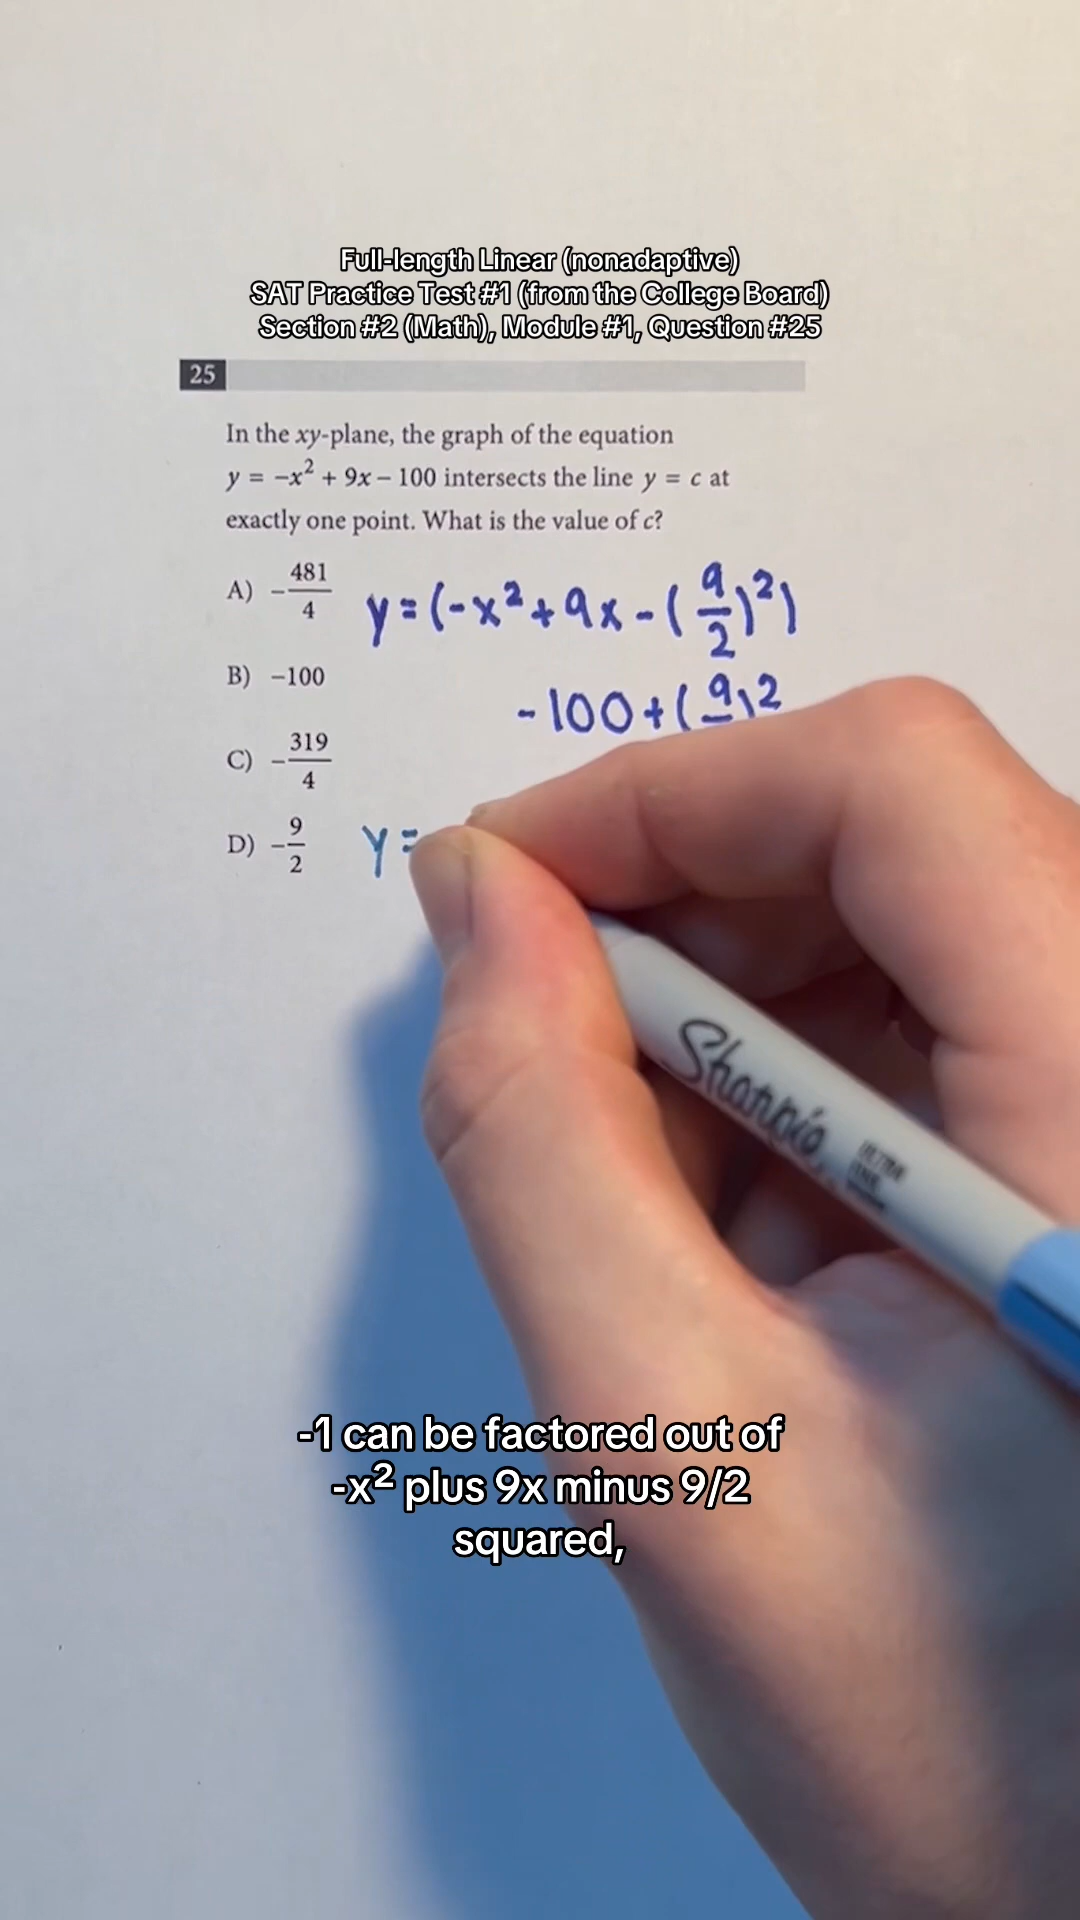 Full-length Linear (nonadaptive)
SAT Practice Test #1 (from the College Board)
Section #2 (Math), Module #1, Question #25
25
In the xy-plane, the graph of the equation
y = −x² + 9x − 100 intersects the line y = c at
exactly one point. What is the value of c?
A) −481/4
B) −100
C) −319/4
D) −9/2
y=(-x²+9x-(9/2)²)
-100+(9)²
y=
Sharpie
-1 can be factored out of
-x² plus 9x minus 9/2
squared,